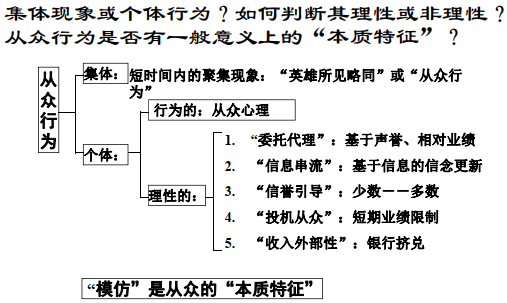 集体现象或个体行为？如何判断其理性或非理性？
从众行为是否有一般意义上的“本质特征”？
从众行为
集体：
短时间内的聚集现象：“英雄所见略同”或“从众行
为”
个体：
行为的：从众心理
理性的：
1. “委托代理”：基于声誉、相对业绩
2. “信息串流”：基于信息的信念更新
3. “信誉引导”：少数－－多数
4. “投机从众”：短期业绩限制
5. “收入外部性”：银行挤兑
“模仿”是从众的“本质特征”